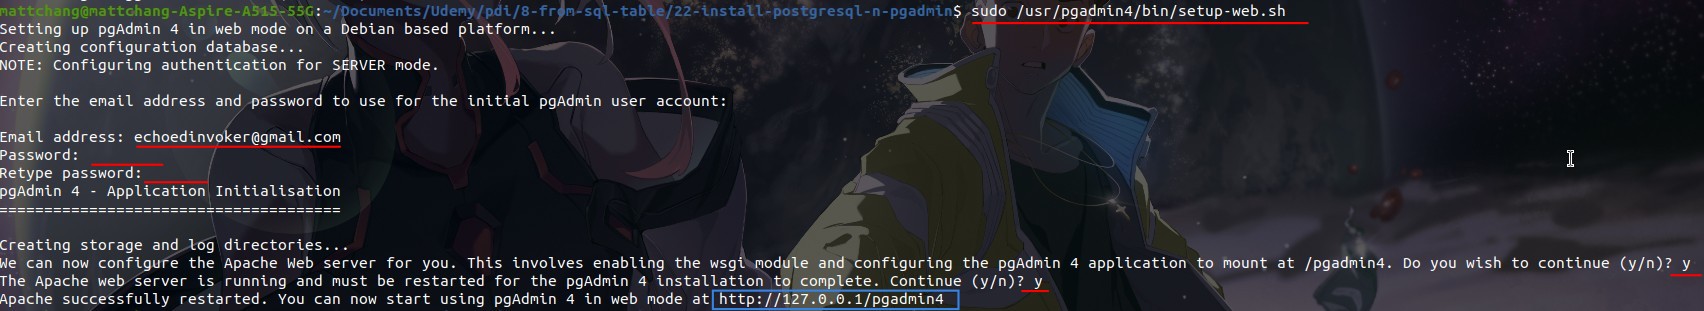 mattchang@mattchang-Aspire-A515-55G:~/Documents/Udemy/pdi/8-from-sql-table/22-install-postgresql-n-pgadmin$ sudo /usr/pgadmin4/bin/setup-web.sh
Setting up pgAdmin 4 in web mode on a Debian based platform...
Creating configuration database...
NOTE: Configuring authentication for SERVER mode.
Enter the email address and password to use for the initial pgAdmin user account:
Email address: echoedinvoker@gmail.com
Password:
Retype password:
pgAdmin 4 - Application Initialisation
======================================
Creating storage and log directories...
We can now configure the Apache Web server for you. This involves enabling the wsgi module and configuring the pgAdmin 4 application to mount at /pgadmin4. Do you wish to continue (y/n)? y
The Apache web server is running and must be restarted for the pgAdmin 4 installation to complete. Continue (y/n)? y
Apache successfully restarted. You can now start using pgAdmin 4 in web mode at http://127.0.0.1/pgadmin4